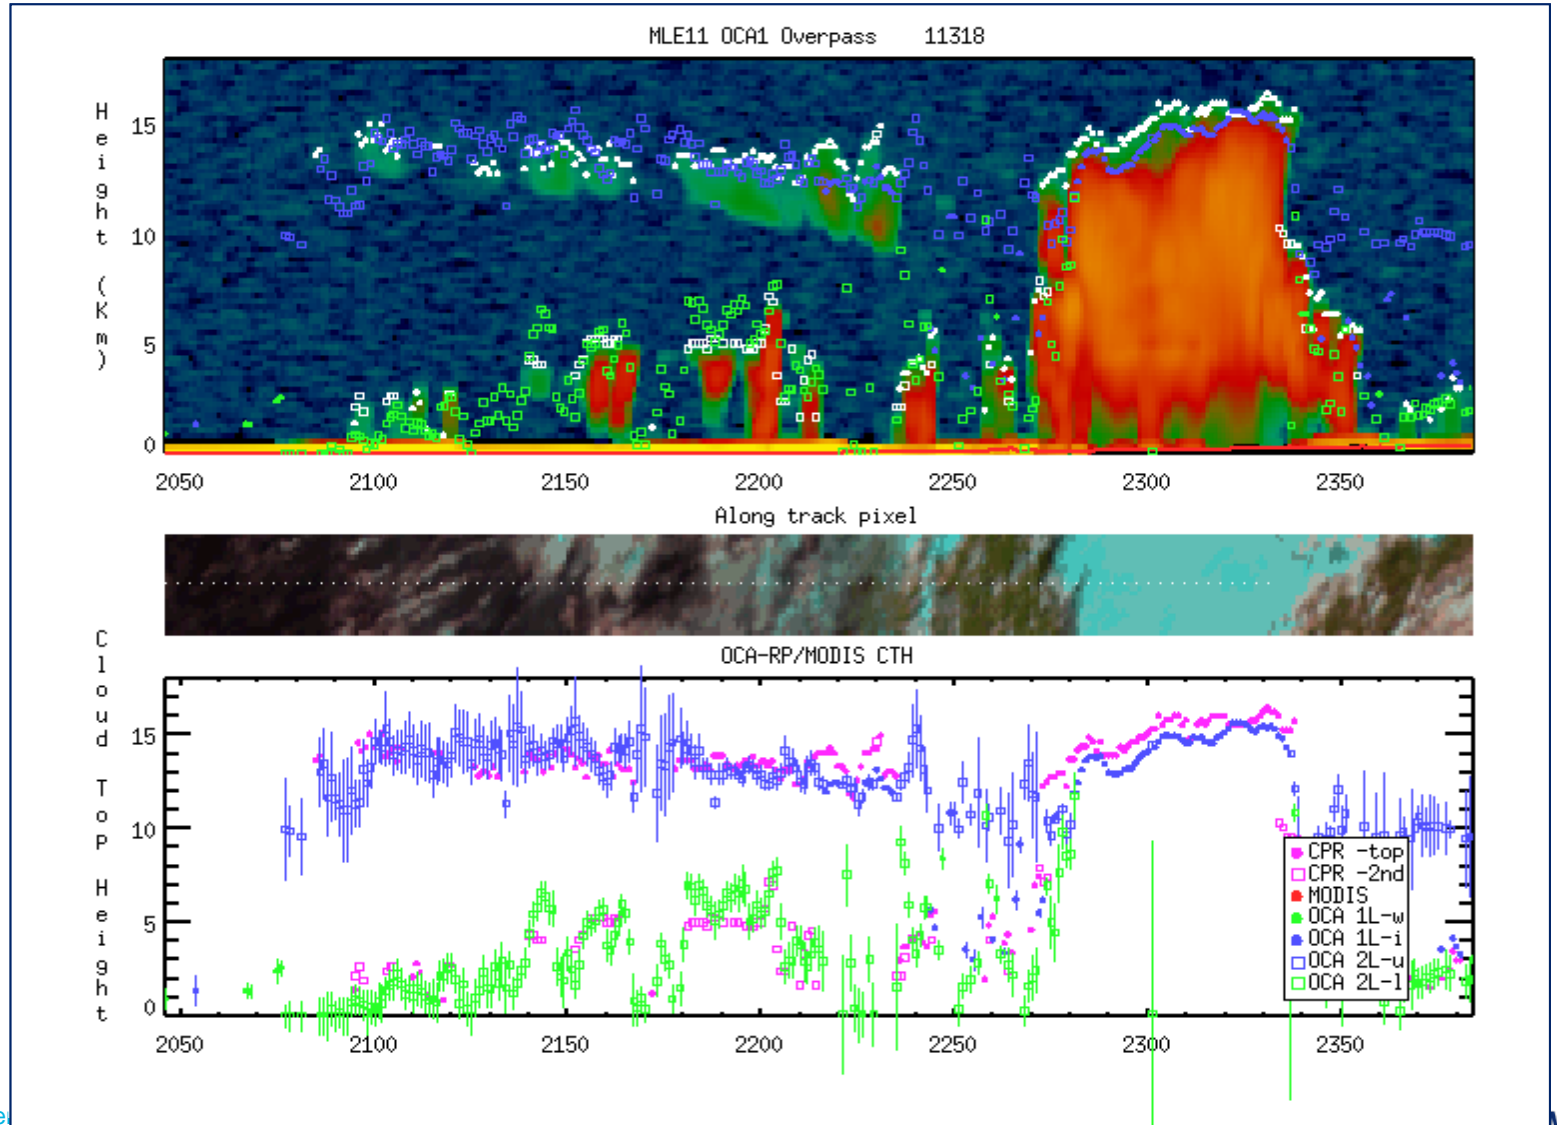 MLE11 OCA1 Overpass 11318
Height (Km)
15
10
5
0
2050 2100 2150 2200 2250 2300 2350
Along track pixel
OCA-RP/MODIS CTH
Cloud Top Height
15
10
5
0
CPR -top
CPR -2nd
MODIS
OCA 1L-w
OCA 1L-i
OCA 2L-u
OCA 2L-l
2050 2100 2150 2200 2250 2300 2350